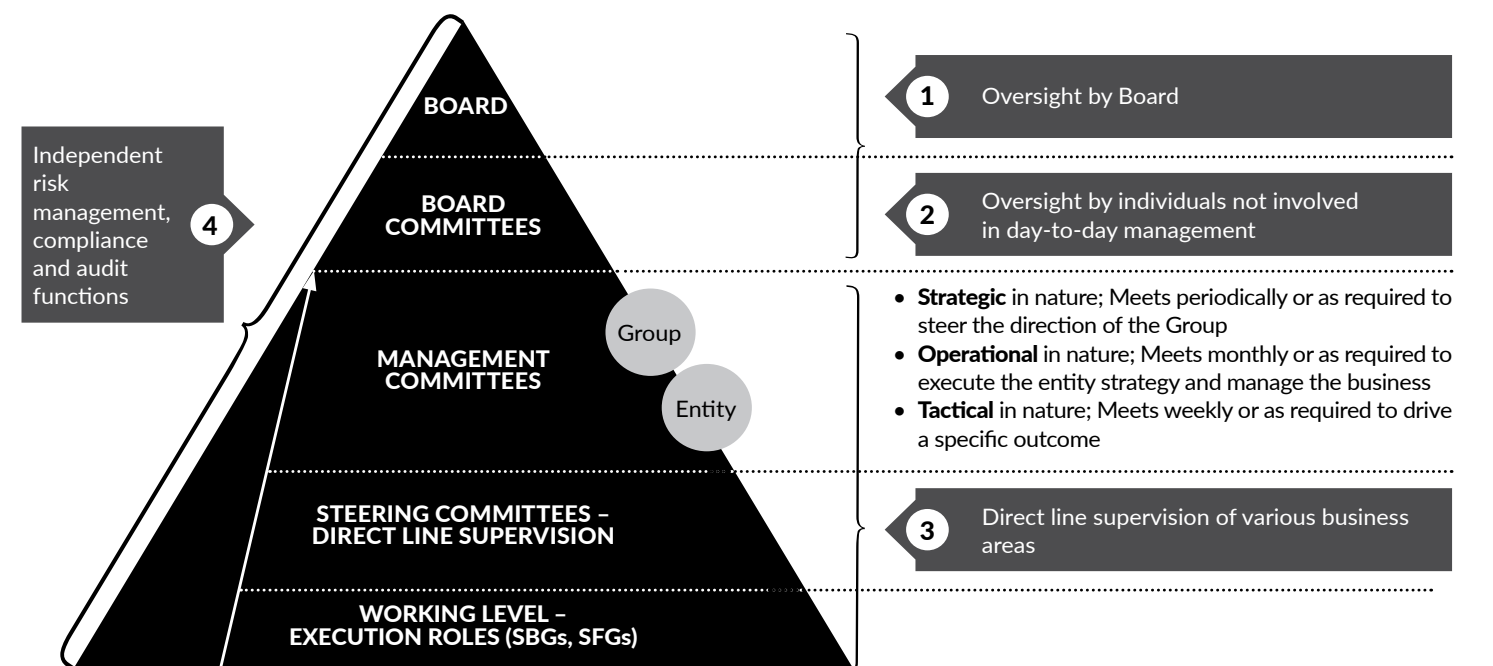 BOARD
BOARD
COMMITTEES
MANAGEMENT
COMMITTEES
STEERING COMMITTEES –
DIRECT LINE SUPERVISION
WORKING LEVEL –
EXECUTION ROLES (SBGs, SFGs)
Group
Entity
Independent
risk
management,
compliance
and audit
functions
4
1
Oversight by Board
2
Oversight by individuals not involved
in day-to-day management
• Strategic in nature; Meets periodically or as required to
steer the direction of the Group
• Operational in nature; Meets monthly or as required to
execute the entity strategy and manage the business
• Tactical in nature; Meets weekly or as required to drive
a specific outcome
3
Direct line supervision of various business
areas